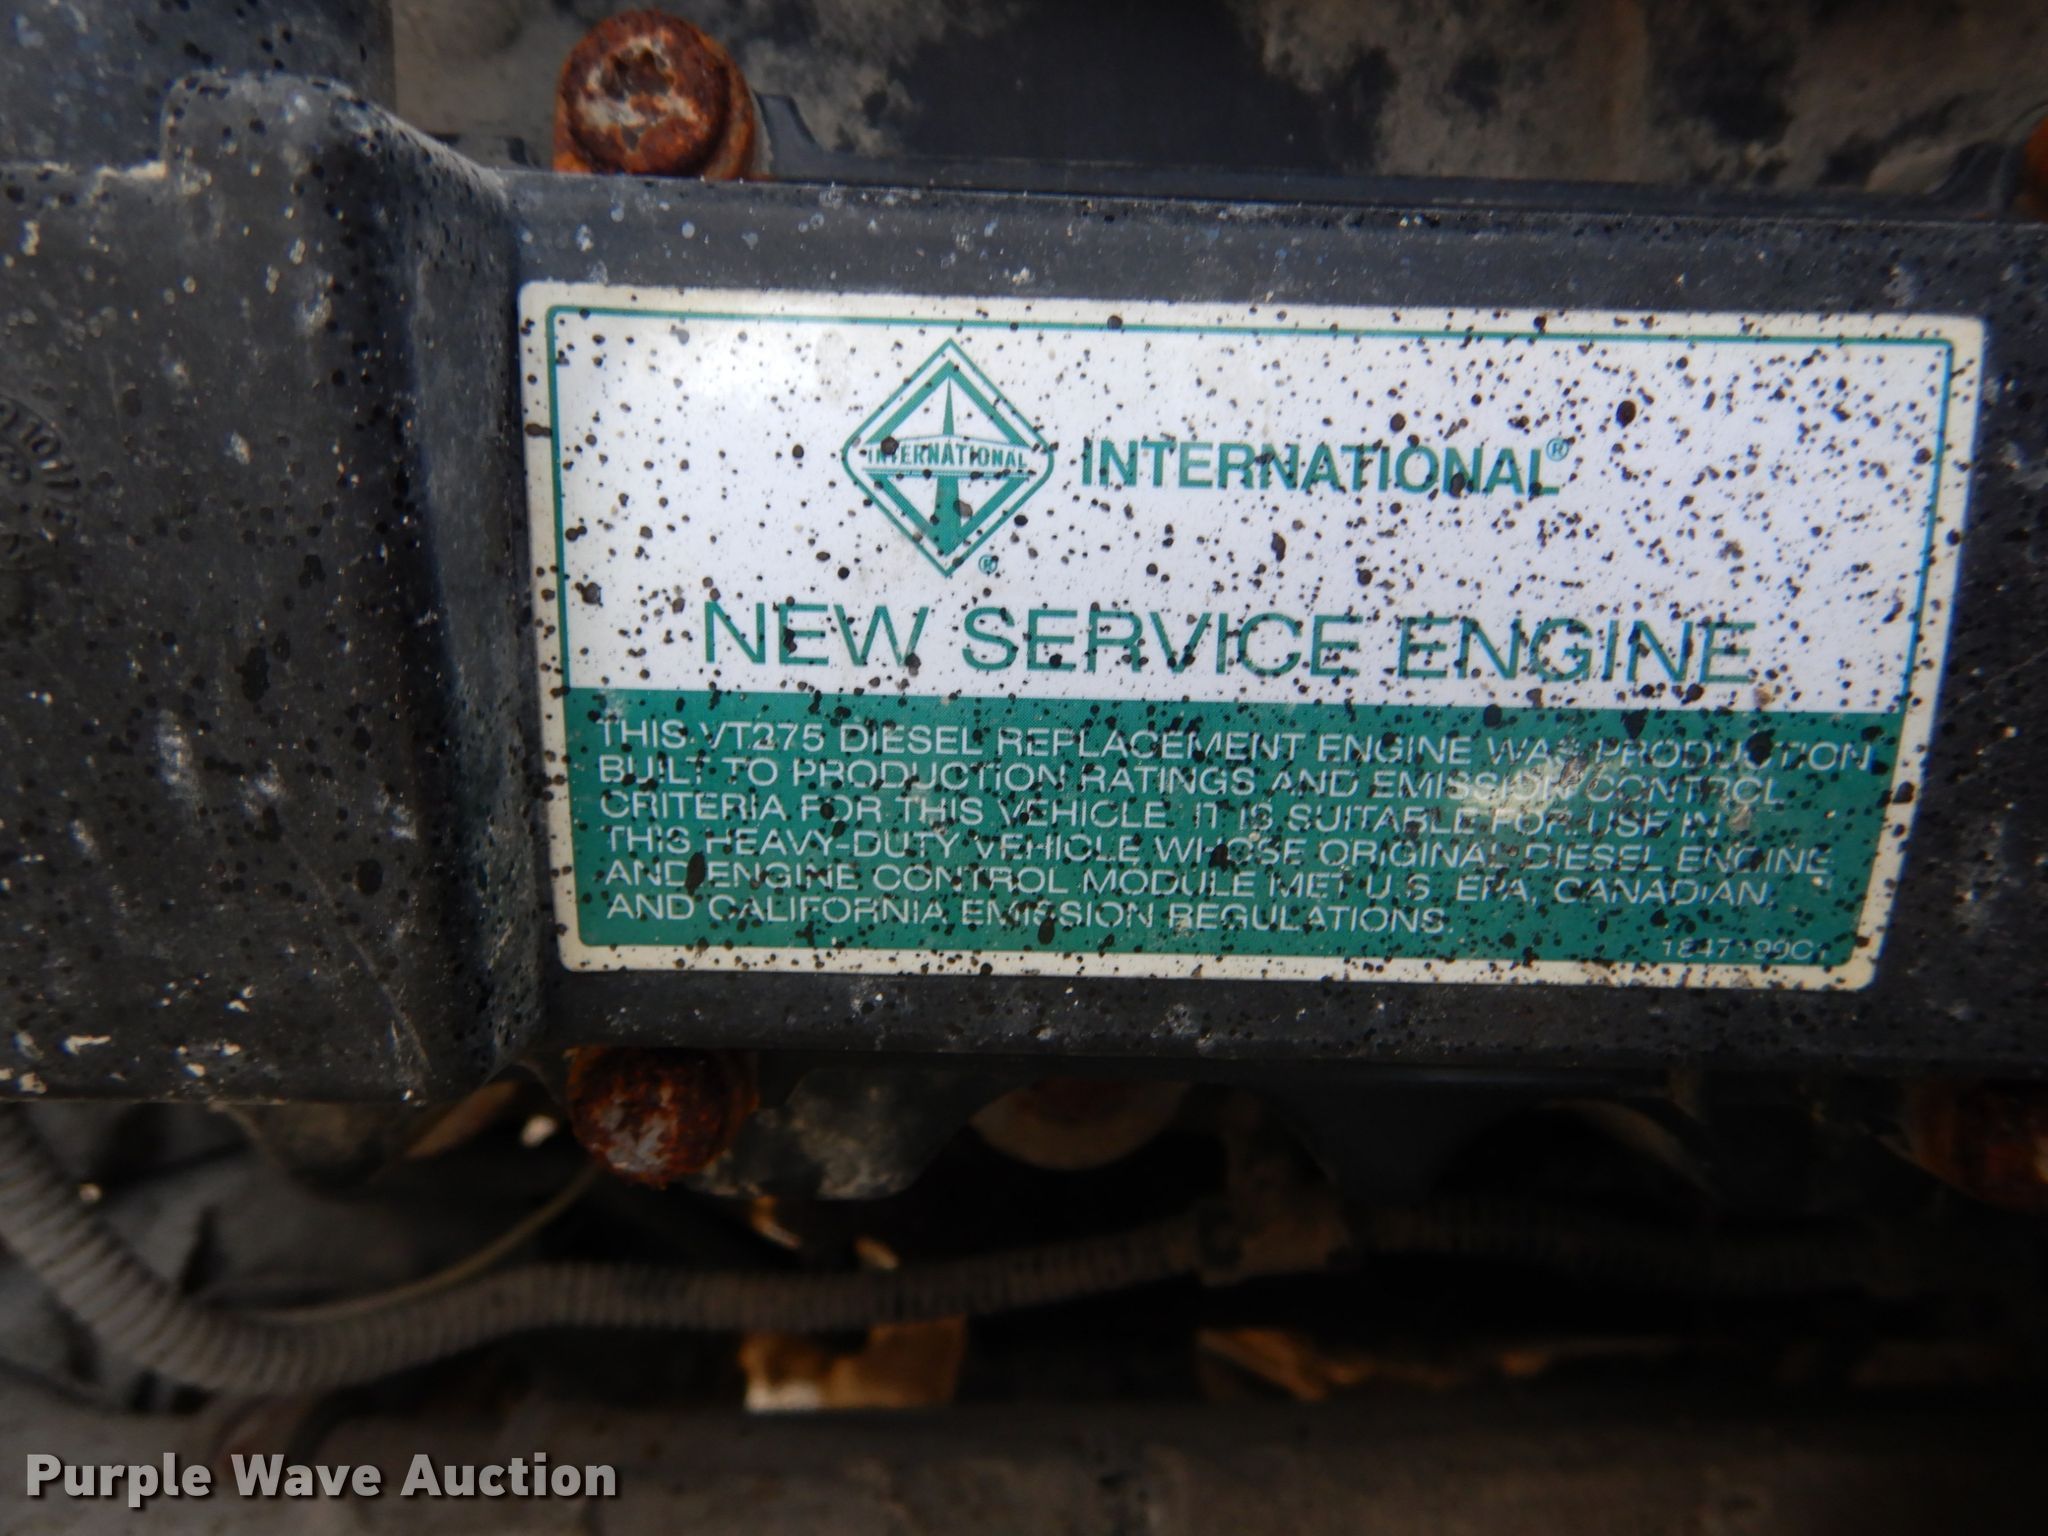 INTERNATIONAL
®
INTERNATIONAL®
NEW SERVICE ENGINE
THIS VT275 DIESEL REPLACEMENT ENGINE WAS PRODUCTION
BUILT TO PRODUCTION RATINGS AND EMISSION CONTROL
CRITERIA FOR THIS VEHICLE. IT IS SUITABLE FOR USE IN
THIS HEAVY-DUTY VEHICLE WHOSE ORIGINAL DIESEL ENGINE
AND ENGINE CONTROL MODULE MET U.S. EPA, CANADIAN,
AND CALIFORNIA EMISSION REGULATIONS.
1847199C1
Purple Wave Auction